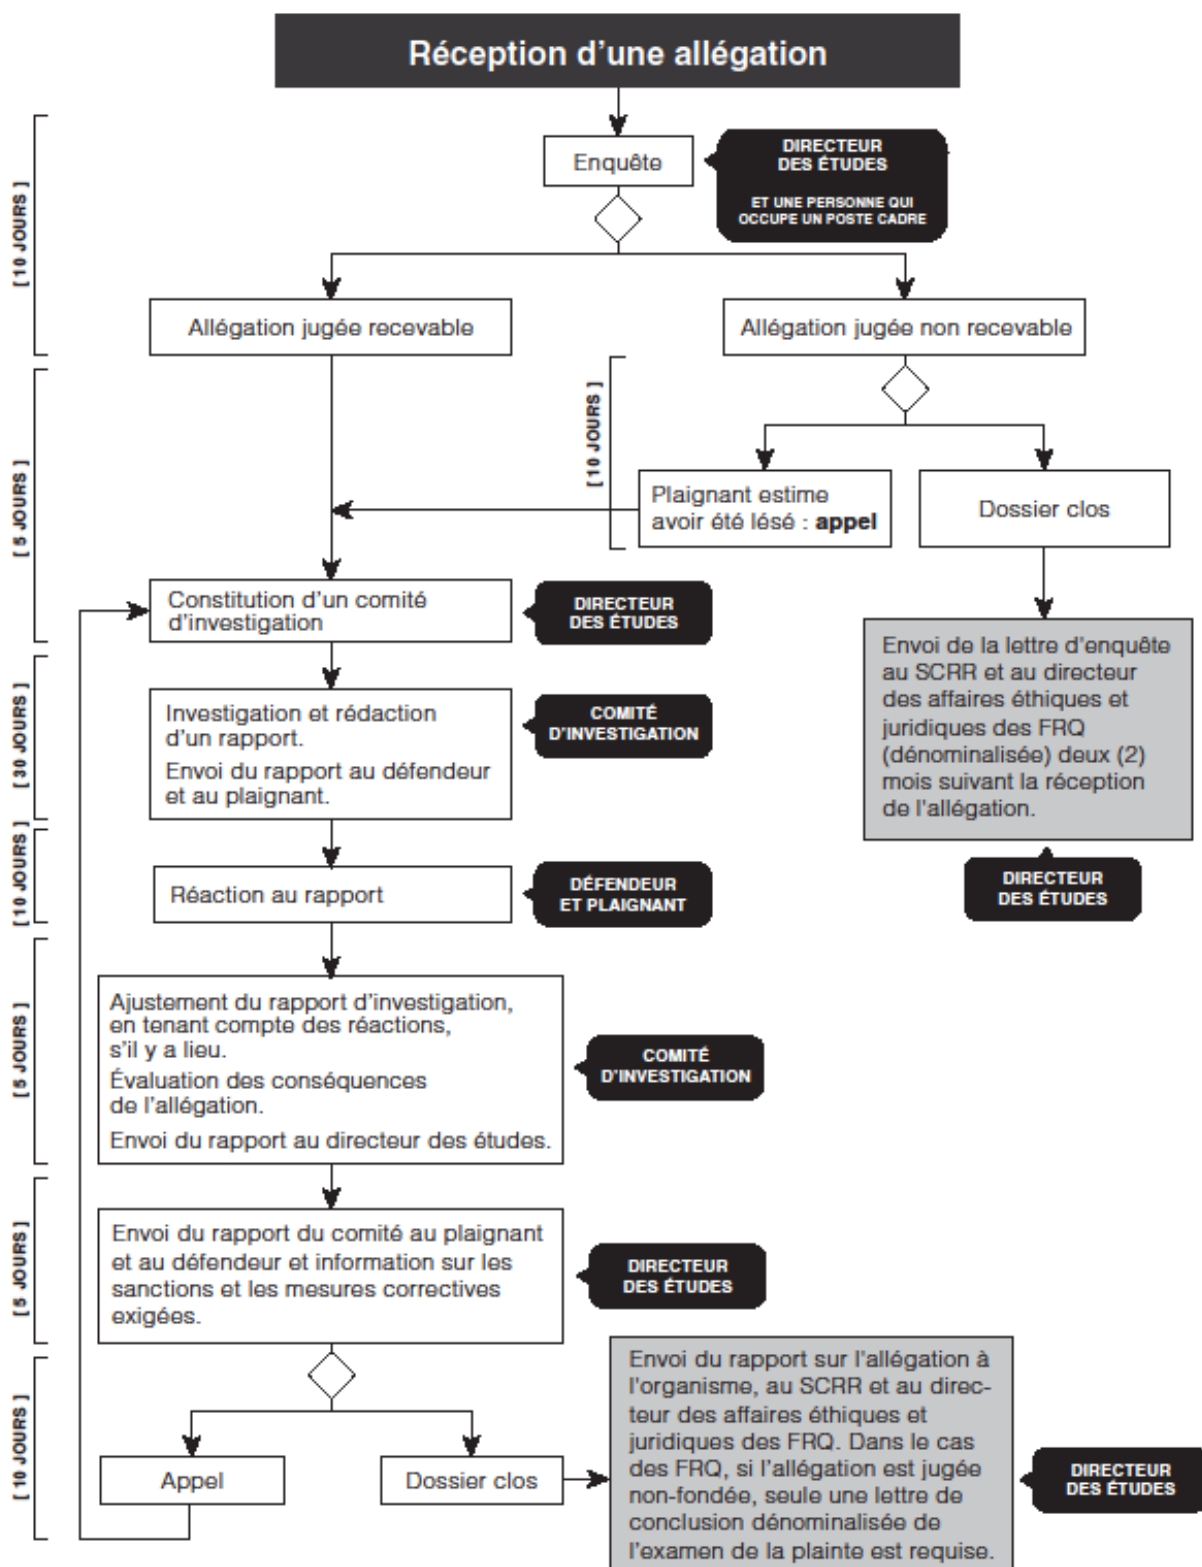 Réception d'une allégation
[ 10 JOURS ]
Enquête
DIRECTEUR
DES ÉTUDES
ET UNE PERSONNE QUI
OCCUPE UN POSTE CADRE
Allégation jugée recevable
Allégation jugée non recevable
[ 5 JOURS ]
[ 10 JOURS ]
Plaignant estime
avoir été lésé : appel
Dossier clos
Constitution d'un comité
d'investigation
DIRECTEUR
DES ÉTUDES
Envoi de la lettre d'enquête
au SCRR et au directeur
des affaires éthiques et
juridiques des FRQ
(dénominalisée) deux (2)
mois suivant la réception
de l'allégation.
DIRECTEUR
DES ÉTUDES
[ 30 JOURS ]
Investigation et rédaction
d'un rapport.
Envoi du rapport au défendeur
et au plaignant.
COMITÉ
D'INVESTIGATION
[10 JOURS ]
Réaction au rapport
DÉFENDEUR
ET PLAIGNANT
[ 5 JOURS ]
Ajustement du rapport d'investigation,
en tenant compte des réactions,
s'il y a lieu.
Évaluation des conséquences
de l'allégation.
Envoi du rapport au directeur des études.
COMITÉ
D'INVESTIGATION
[ 5 JOURS ]
Envoi du rapport du comité au plaignant
et au défendeur et information sur les
sanctions et les mesures correctives
exigées.
DIRECTEUR
DES ÉTUDES
[ 10 JOURS ]
Appel
Dossier clos
Envoi du rapport sur l'allégation à
l'organisme, au SCRR et au direc-
teur des affaires éthiques et
juridiques des FRQ. Dans le cas
des FRQ, si l'allégation est jugée
non-fondée, seule une lettre de
conclusion dénominalisée de
l'examen de la plainte est requise.
DIRECTEUR
DES ÉTUDES